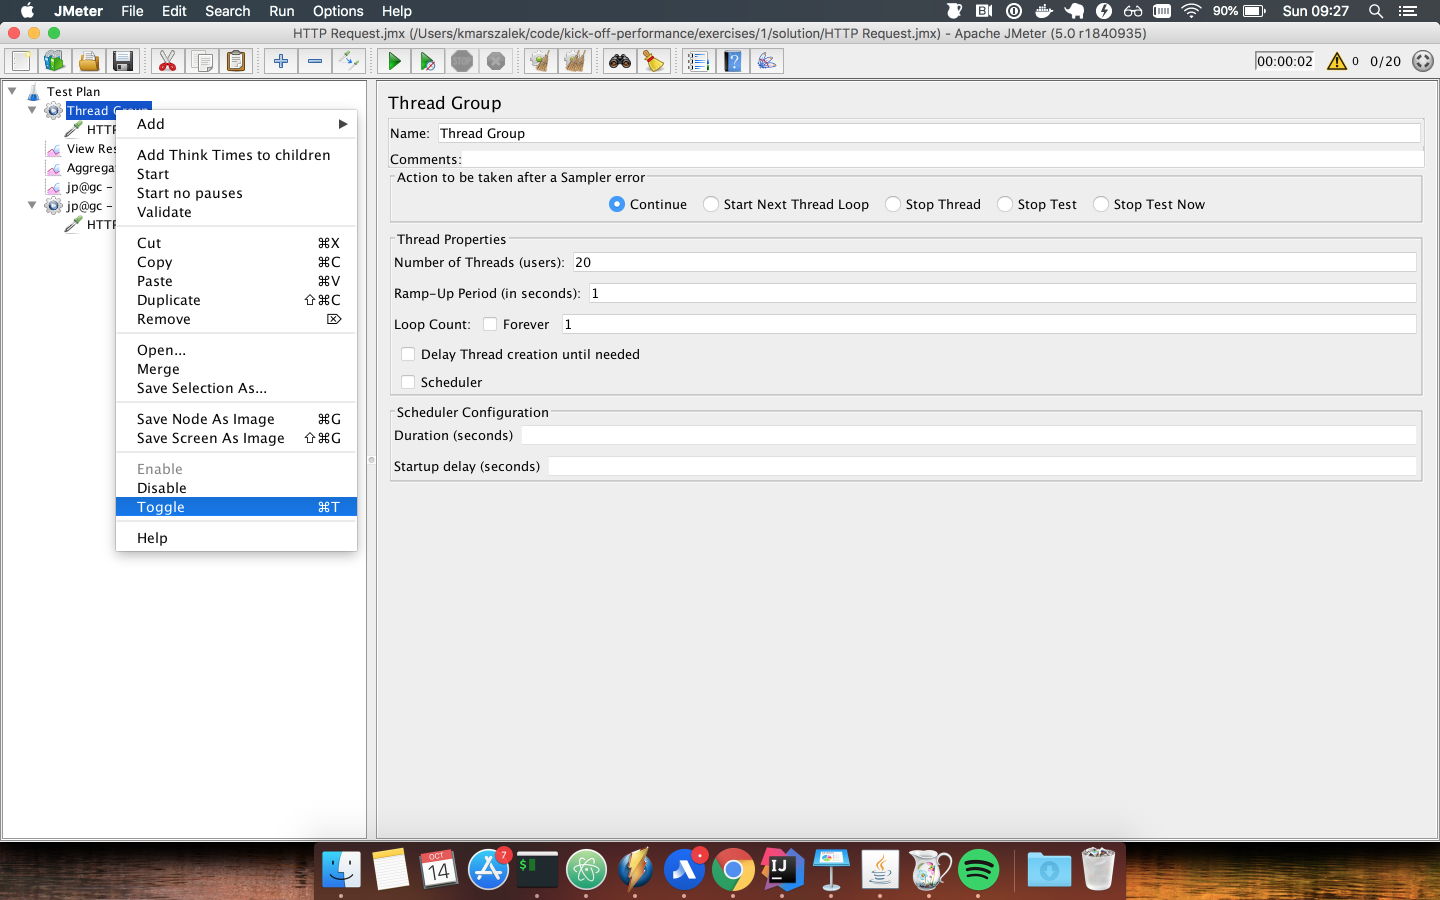 JMeter File Edit Search Run Options Help 90% Sun 09:27
HTTP Request.jmx (/Users/kmarszalek/code/kick-off-performance/exercises/1/solution/HTTP Request.jmx) - Apache JMeter (5.0 r1840935)
00:00:02 0 0/20
Test Plan
Thread Group
HTTP
View Res
Aggrega
jp@gc -
jp@gc -
HTTP
Add
Add Think Times to children
Start
Start no pauses
Validate
Cut ⌘X
Copy ⌘C
Paste ⌘V
Duplicate ⇧⌘C
Remove ⌦
Open...
Merge
Save Selection As...
Save Node As Image ⌘G
Save Screen As Image ⇧⌘G
Enable
Disable
Toggle ⌘T
Help
Thread Group
Name: Thread Group
Comments:
Action to be taken after a Sampler error
Continue Start Next Thread Loop Stop Thread Stop Test Stop Test Now
Thread Properties
Number of Threads (users): 20
Ramp-Up Period (in seconds): 1
Loop Count: Forever 1
Delay Thread creation until needed
Scheduler
Scheduler Configuration
Duration (seconds)
Startup delay (seconds)
OCT
14
7
$
IJ